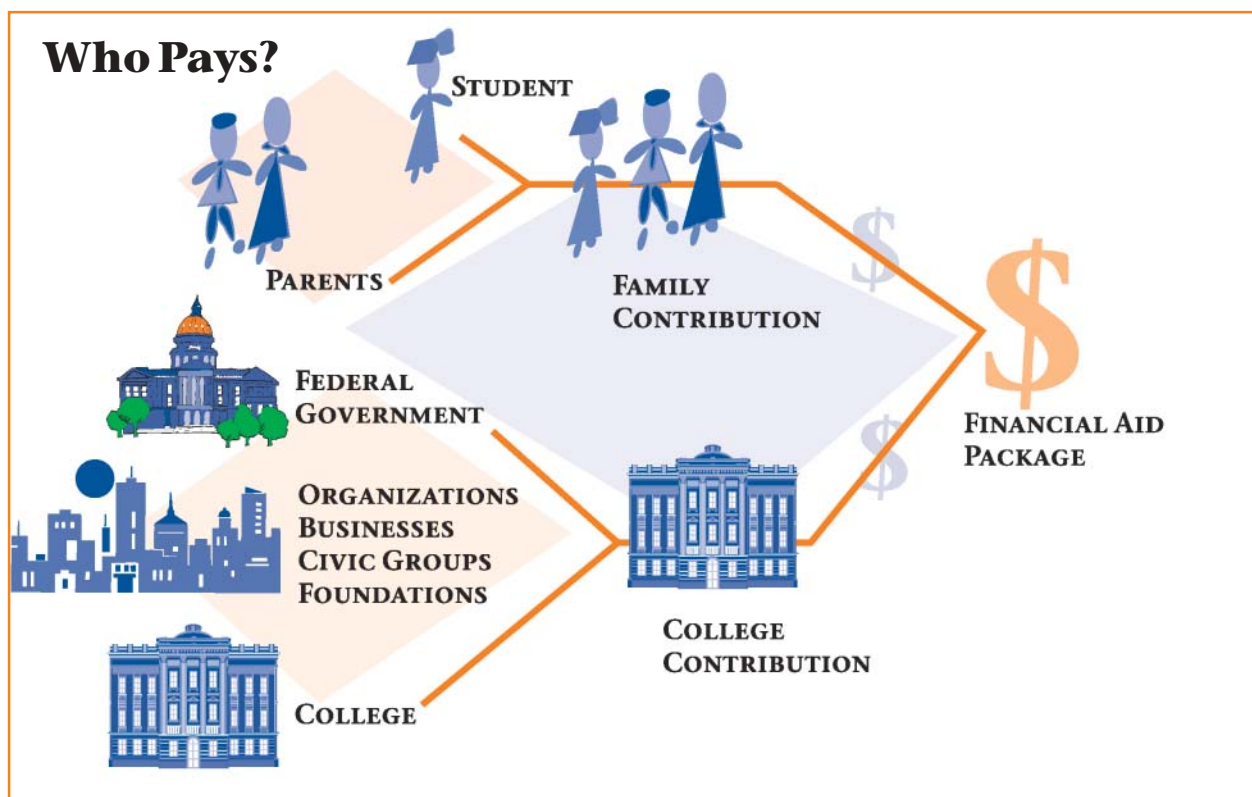 Who Pays?
STUDENT
PARENTS
FAMILY
CONTRIBUTION
FEDERAL
GOVERNMENT
ORGANIZATIONS
BUSINESSES
CIVIC GROUPS
FOUNDATIONS
COLLEGE
COLLEGE
CONTRIBUTION
$
$
$
FINANCIAL AID
PACKAGE